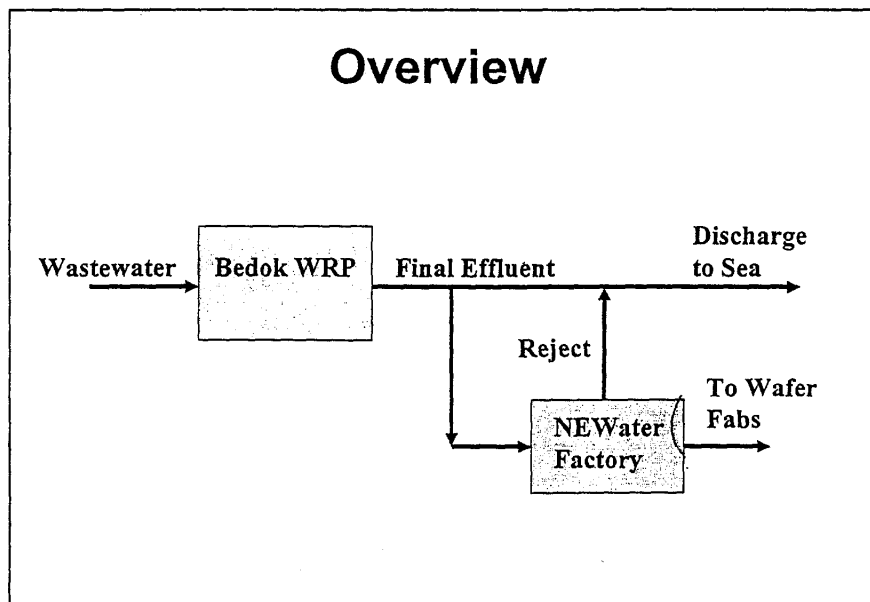 Overview
Wastewater
Bedok WRP
Final Effluent
Discharge
to Sea
Reject
To Wafer
Fabs
NEWater
Factory